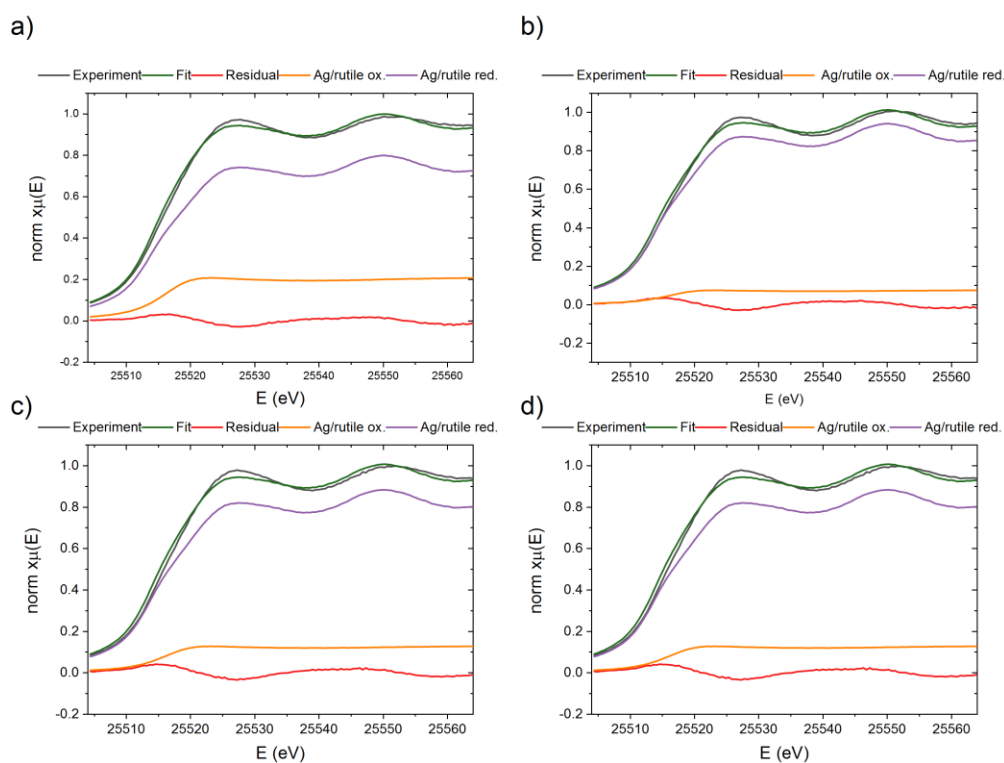 a)
Experiment Fit Residual Ag/rutile ox. Ag/rutile red.
1.0
0.8
0.6
0.4
0.2
0.0
-0.2
norm xμ(E)
25510 25520 25530 25540 25550 25560
E (eV)
b)
Experiment Fit Residual Ag/rutile ox. Ag/rutile red.
1.0
0.8
0.6
0.4
0.2
0.0
-0.2
norm xμ(E)
25510 25520 25530 25540 25550 25560
E (eV)
c)
Experiment Fit Residual Ag/rutile ox. Ag/rutile red.
1.0
0.8
0.6
0.4
0.2
0.0
-0.2
norm xμ(E)
25510 25520 25530 25540 25550 25560
E (eV)
d)
Experiment Fit Residual Ag/rutile ox. Ag/rutile red.
1.0
0.8
0.6
0.4
0.2
0.0
-0.2
norm xμ(E)
25510 25520 25530 25540 25550 25560
E (eV)